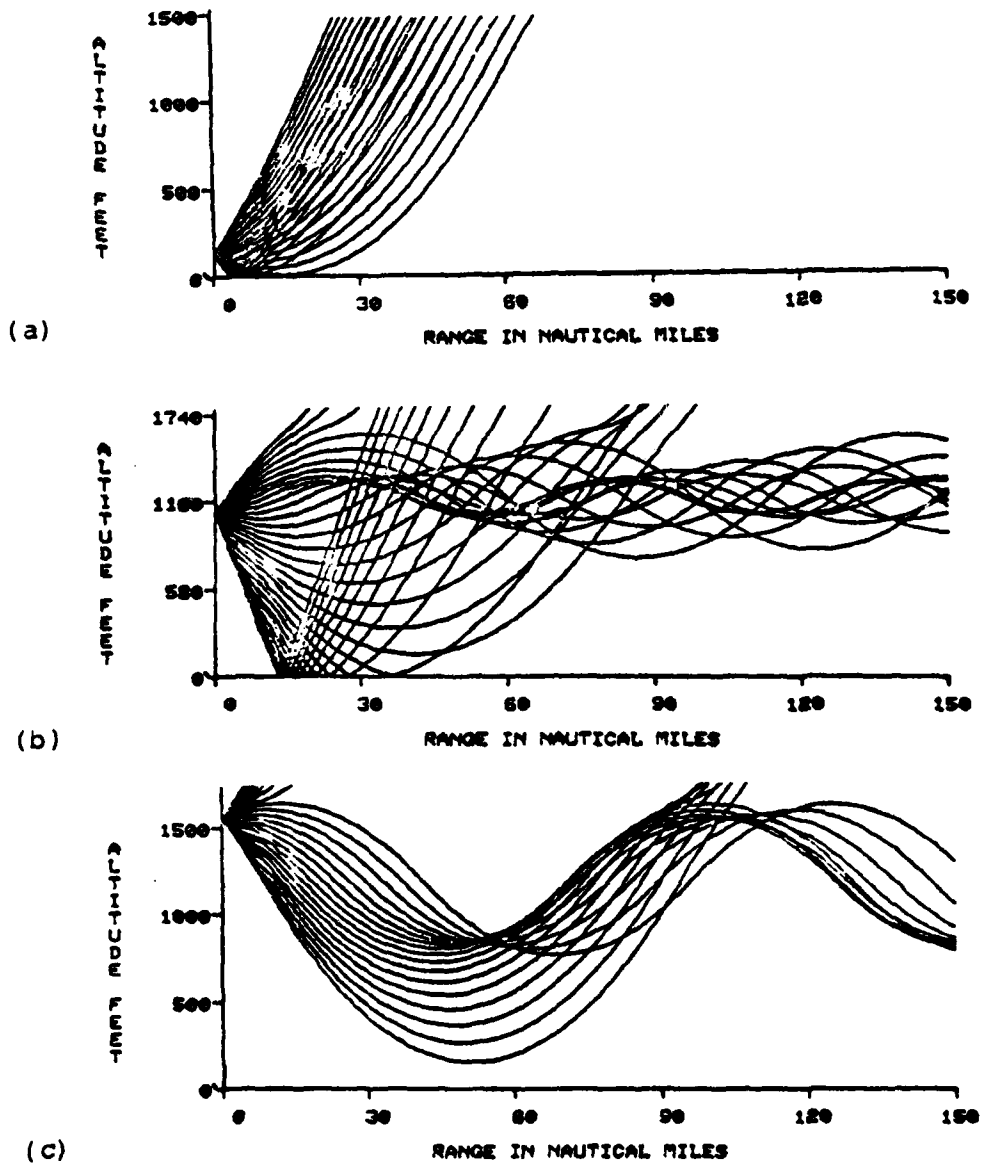 1500
1000
500
0
ALTITUDE FEET
0 30 60 90 120 150
(a)
RANGE IN NAUTICAL MILES
1740
1160
580
0
ALTITUDE FEET
0 30 60 90 120 150
(b)
RANGE IN NAUTICAL MILES
1500
1000
500
0
ALTITUDE FEET
0 30 60 90 120 150
(c)
RANGE IN NAUTICAL MILES